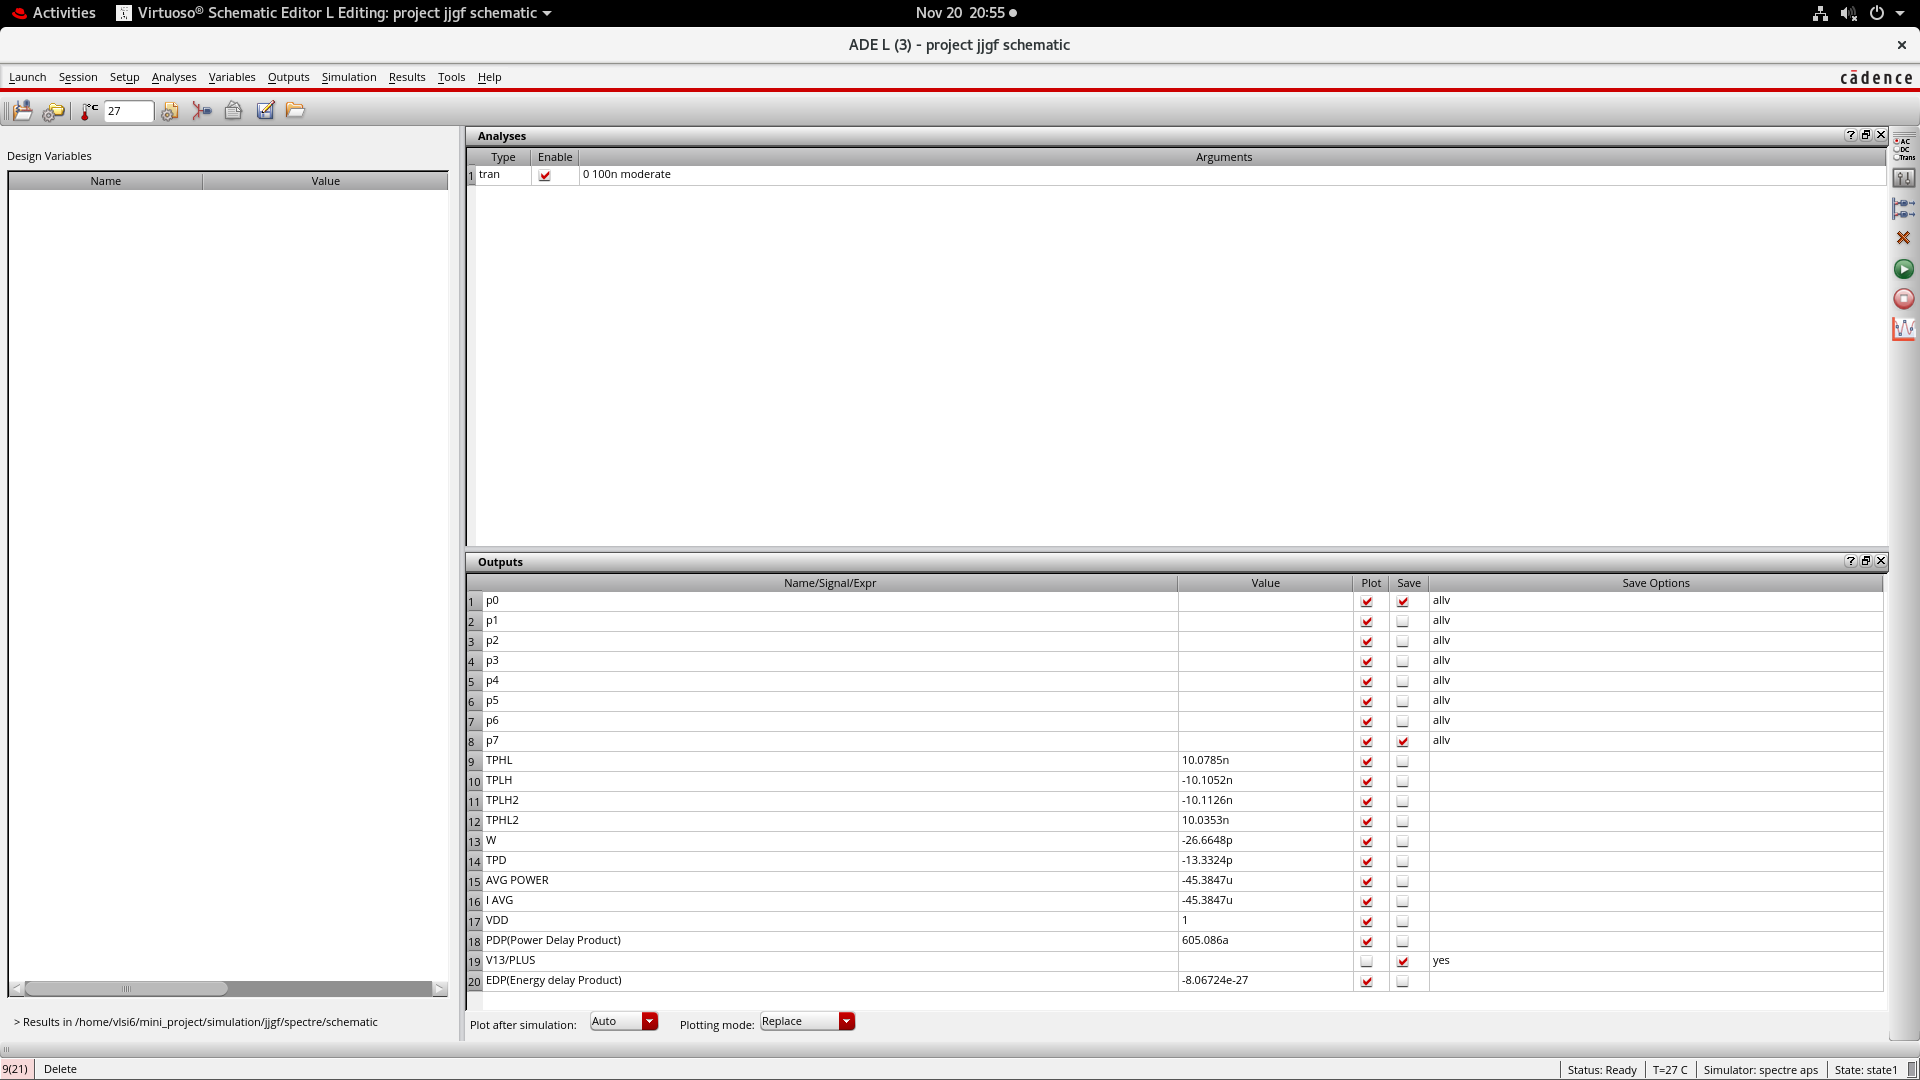 Activities Virtuoso® Schematic Editor L Editing: project jjgf schematic Nov 20 20:55
ADE L (3) - project jjgf schematic
Launch Session Setup Analyses Variables Outputs Simulation Results Tools Help cādence
°C 27
Analyses
Design Variables
Name Value
Type Enable Arguments
1 tran 0 100n moderate
AC
DC
Trans
Outputs
Name/Signal/Expr Value Plot Save Save Options
1 p0 allv
2 p1 allv
3 p2 allv
4 p3 allv
5 p4 allv
6 p5 allv
7 p6 allv
8 p7 allv
9 TPHL 10.0785n
10 TPLH -10.1052n
11 TPLH2 -10.1126n
12 TPHL2 10.0353n
13 W -26.6648p
14 TPD -13.3324p
15 AVG POWER -45.3847u
16 I AVG -45.3847u
17 VDD 1
18 PDP(Power Delay Product) 605.086a
19 V13/PLUS yes
20 EDP(Energy delay Product) -8.06724e-27
> Results in /home/vlsi6/mini_project/simulation/jjgf/spectre/schematic
Plot after simulation: Auto Plotting mode: Replace
9(21) Delete Status: Ready T=27 C Simulator: spectre aps State: state1